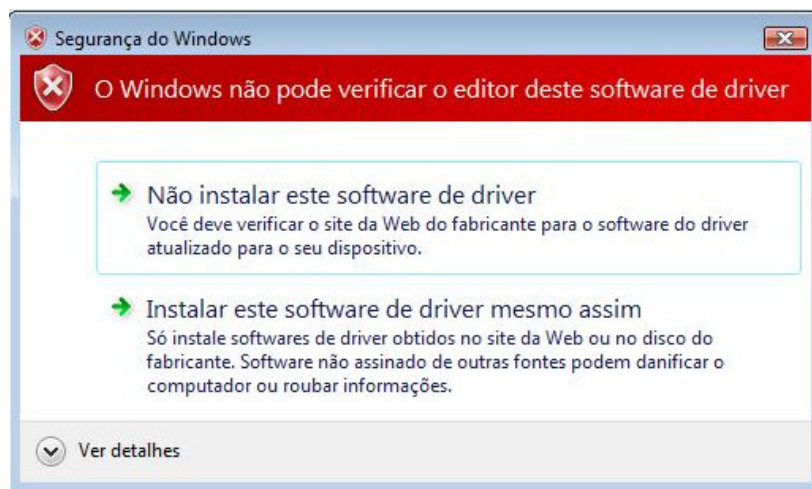 Segurança do Windows
O Windows não pode verificar o editor deste software de driver
Não instalar este software de driver
Você deve verificar o site da Web do fabricante para o software do driver
atualizado para o seu dispositivo.
Instalar este software de driver mesmo assim
Só instale softwares de driver obtidos no site da Web ou no disco do
fabricante. Software não assinado de outras fontes podem danificar o
computador ou roubar informações.
Ver detalhes